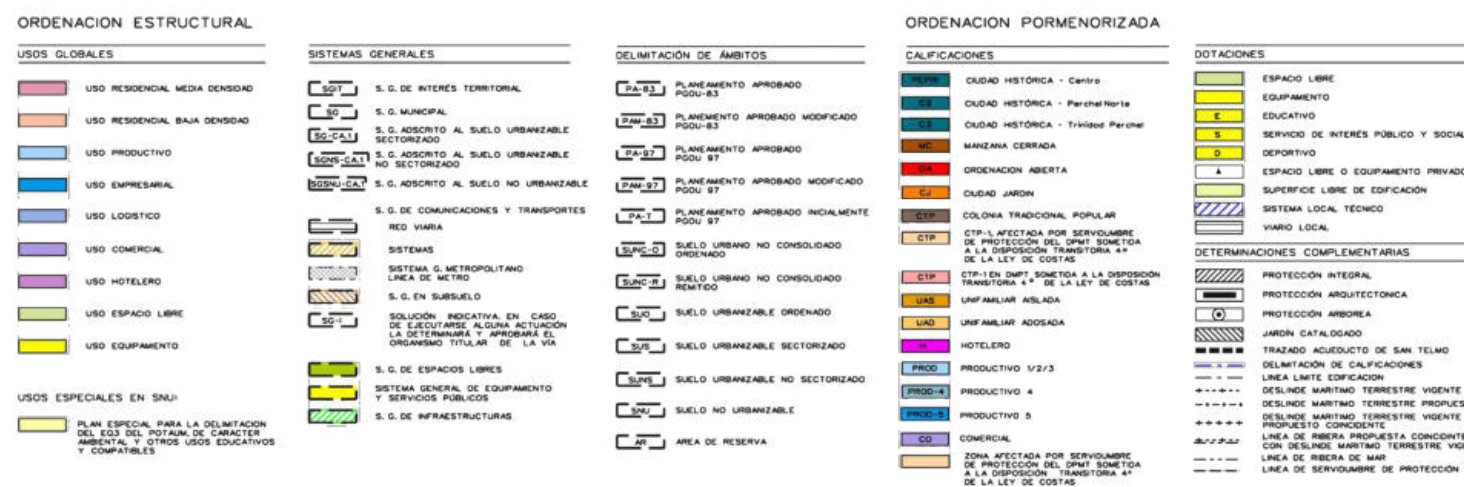 ORDENACION ESTRUCTURAL
USOS GLOBALES
USO RESIDENCIAL MEDIA DENSIDAD
USO RESIDENCIAL BAJA DENSIDAD
USO PRODUCTIVO
USO EMPRESARIAL
USO LOGISTICO
USO COMERCIAL
USO HOTELERO
USO ESPACIO LIBRE
USO EQUIPAMIENTO
USOS ESPECIALES EN SNU:
PLAN ESPECIAL PARA LA DELIMITACION
DEL EQ3 DEL POTAUM, DE CARACTER
AMBIENTAL Y OTROS USOS EDUCATIVOS
Y COMPATIBLES
SISTEMAS GENERALES
SGIT S. G. DE INTERÉS TERRITORIAL
SG S. G. MUNICIPAL
SG-CA.1 S. G. ADSCRITO AL SUELO URBANIZABLE
SECTORIZADO
SGNS-CA.1 S. G. ADSCRITO AL SUELO URBANIZABLE
NO SECTORIZADO
SGSNU-CA.1 S. G. ADSCRITO AL SUELO NO URBANIZABLE
S. G. DE COMUNICACIONES Y TRANSPORTES
RED VIARIA
SISTEMAS
SISTEMA G. METROPOLITANO
LINEA DE METRO
S. G. EN SUBSUELO
SG-I SOLUCIÓN INDICATIVA. EN CASO
DE EJECUTARSE ALGUNA ACTUACIÓN
LA DETERMINARÁ Y APROBARÁ EL
ORGANISMO TITULAR DE LA VÍA
S. G. DE ESPACIOS LIBRES
SISTEMA GENERAL DE EQUIPAMIENTO
Y SERVICIOS PÚBLICOS
S. G. DE INFRAESTRUCTURAS
DELIMITACIÓN DE ÁMBITOS
PA-83 PLANEAMIENTO APROBADO
PGOU-83
PAM-83 PLANEMIENTO APROBADO MODIFICADO
PGOU-83
PA-97 PLANEAMIENTO APROBADO
PGOU 97
PAM-97 PLANEAMIENTO APROBADO MODIFICADO
PGOU 97
PA-T PLANEAMIENTO APROBADO INICIALMENTE
PGOU 97
SUNC-O SUELO URBANO NO CONSOLIDADO
ORDENADO
SUNC-R SUELO URBANO NO CONSOLIDADO
REMITIDO
SUO SUELO URBANIZABLE ORDENADO
SUS SUELO URBANIZABLE SECTORIZADO
SUNS SUELO URBANIZABLE NO SECTORIZADO
SNU SUELO NO URBANIZABLE
AR AREA DE RESERVA
ORDENACION PORMENORIZADA
CALIFICACIONES
PEPRI CIUDAD HISTÓRICA - Centro
C2 CIUDAD HISTÓRICA - Perchel Norte
C3 CIUDAD HISTÓRICA - Trinidad Perchel
MC MANZANA CERRADA
OA ORDENACION ABIERTA
CJ CIUDAD JARDIN
CTP COLONIA TRADICIONAL POPULAR
CTP CTP-1, AFECTADA POR SERVIDUMBRE
DE PROTECCIÓN DEL DPMT SOMETIDA
A LA DISPOSICIÓN TRANSITORIA 4ª
DE LA LEY DE COSTAS
CTP CTP-1 EN DMPT SOMETIDA A LA DISPOSICIÓN
TRANSITORIA 4ª DE LA LEY DE COSTAS
UAS UNIFAMILIAR AISLADA
UAD UNIFAMILIAR ADOSADA
H HOTELERO
PROD PRODUCTIVO 1/2/3
PROD-4 PRODUCTIVO 4
PROD-5 PRODUCTIVO 5
CO COMERCIAL
ZONA AFECTADA POR SERVIDUMBRE
DE PROTECCIÓN DEL DPMT SOMETIDA
A LA DISPOSICIÓN TRANSITORIA 4ª
DE LA LEY DE COSTAS
DOTACIONES
ESPACIO LIBRE
EQUIPAMIENTO
E EDUCATIVO
S SERVICIO DE INTERÉS PÚBLICO Y SOCIAL
D DEPORTIVO
ESPACIO LIBRE O EQUIPAMIENTO PRIVADO
SUPERFICIE LIBRE DE EDIFICACIÓN
SISTEMA LOCAL TÉCNICO
VIARIO LOCAL
DETERMINACIONES COMPLEMENTARIAS
PROTECCIÓN INTEGRAL
PROTECCIÓN ARQUITECTONICA
PROTECCIÓN ARBOREA
JARDÍN CATALOGADO
TRAZADO ACUEDUCTO DE SAN TELMO
DELIMITACIÓN DE CALIFICACIONES
LINEA LIMITE EDIFICACION
DESLINDE MARITIMO TERRESTRE VIGENTE
DESLINDE MARITIMO TERRESTRE PROPUES
DESLINDE MARITIMO TERRESTRE VIGENTE
PROPUESTO COINCIDENTE
LINEA DE RIBERA PROPUESTA COINCIDINTE
CON DESLINDE MARITIMO TERRESTRE VIG
LINEA DE RIBERA DE MAR
LINEA DE SERVIDUMBRE DE PROTECCIÓN